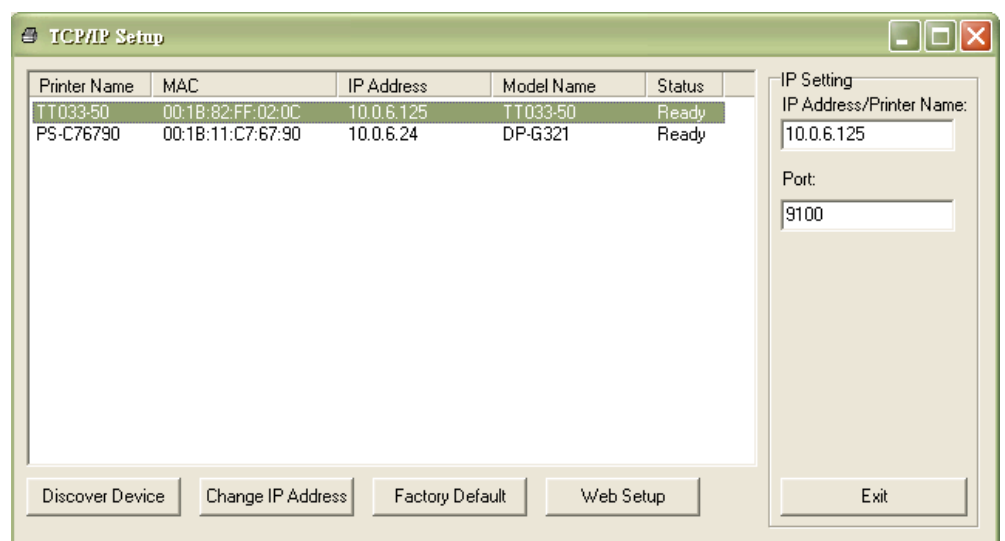 TCP/IP Setup
Printer Name MAC IP Address Model Name Status
TT033-50 00:1B:82:FF:02:0C 10.0.6.125 TT033-50 Ready
PS-C76790 00:1B:11:C7:67:90 10.0.6.24 DP-G321 Ready
IP Setting
IP Address/Printer Name:
10.0.6.125
Port:
9100
Discover Device Change IP Address Factory Default Web Setup Exit